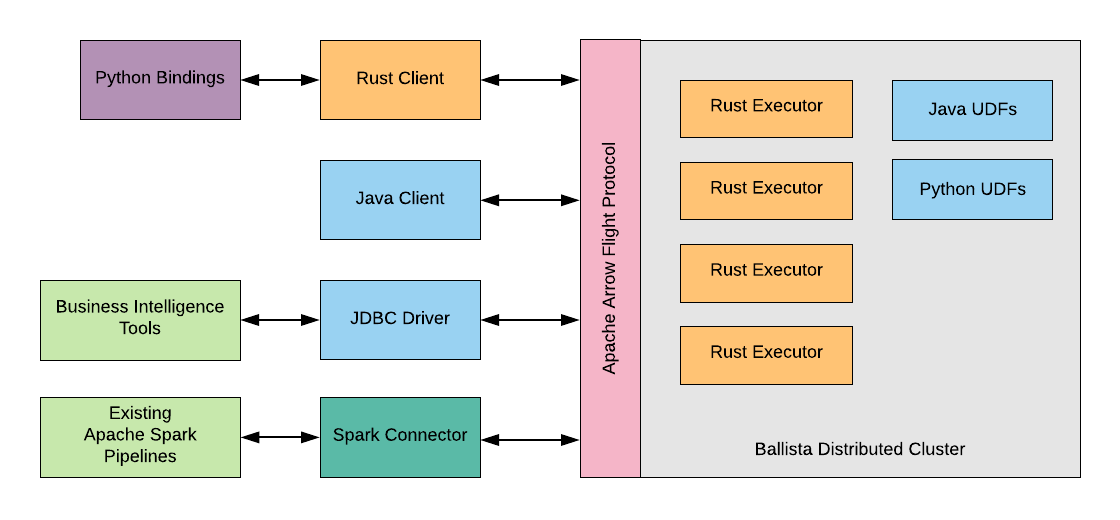 Python Bindings
Rust Client
Java Client
Business Intelligence
Tools
JDBC Driver
Existing
Apache Spark
Pipelines
Spark Connector
Apache Arrow Flight Protocol
Rust Executor
Rust Executor
Rust Executor
Rust Executor
Java UDFs
Python UDFs
Ballista Distributed Cluster